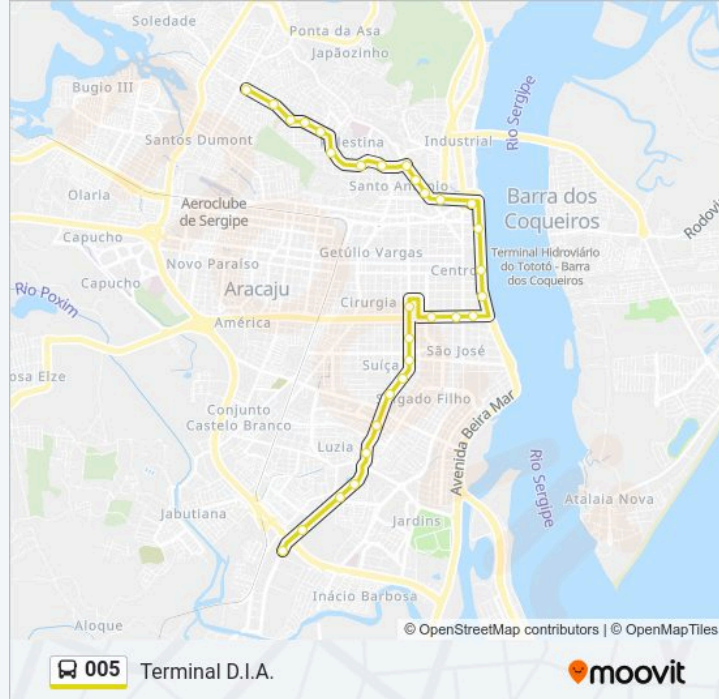 Soledade
Ponta da Asa
Japãozinho
Bugio III
Rio Sergipe
Santos Dumont
Industrial
Olaria
Santo
Aeroclube
de Sergipe
Barra dos
Coqueiros
Capucho
Getúlio Vargas
Terminal Hidroviário
do Tototó - Barra
dos Coqueiros
Novo Paraíso
Centro
Capucho
Rio Poxim
Aracaju
Cirurgia
América
São José
Suíça
osa Elze
Conjunto
Castelo Branco
Avenida Beira Mar
Luzia
Rio Sergipe
Atalaia Nova
Jabutiana
Jardins
Inácio Barbosa
Aloque
© OpenStreetMap contributors | © OpenMapTiles
005 Terminal D.I.A.
moovit